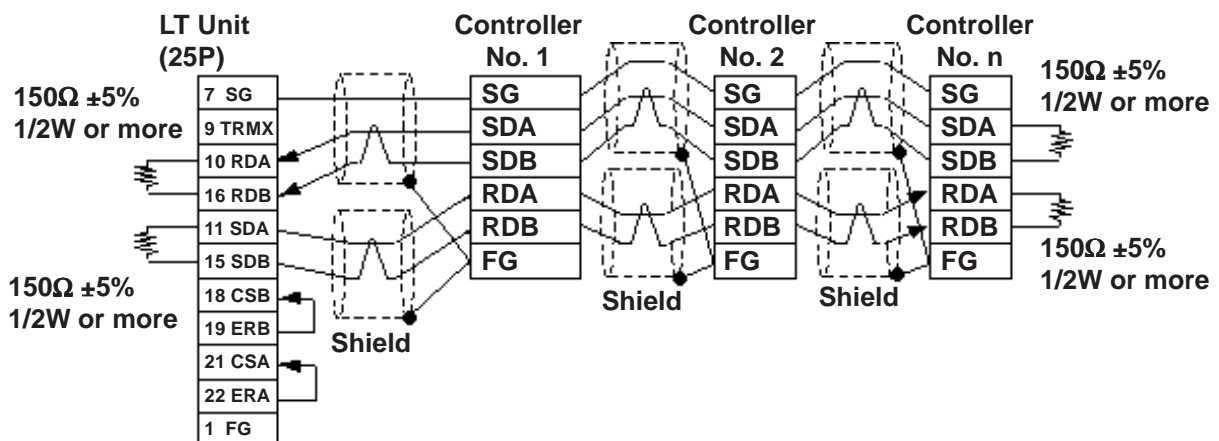 LT Unit
(25P)
150Ω ±5%
1/2W or more
7 SG
9 TRMX
10 RDA
16 RDB
11 SDA
15 SDB
18 CSB
19 ERB
21 CSA
22 ERA
1 FG
150Ω ±5%
1/2W or more
Shield
Controller
No. 1
SG
SDA
SDB
RDA
RDB
FG
Shield
Controller
No. 2
SG
SDA
SDB
RDA
RDB
FG
Shield
Controller
No. n
SG
SDA
SDB
RDA
RDB
FG
150Ω ±5%
1/2W or more
150Ω ±5%
1/2W or more